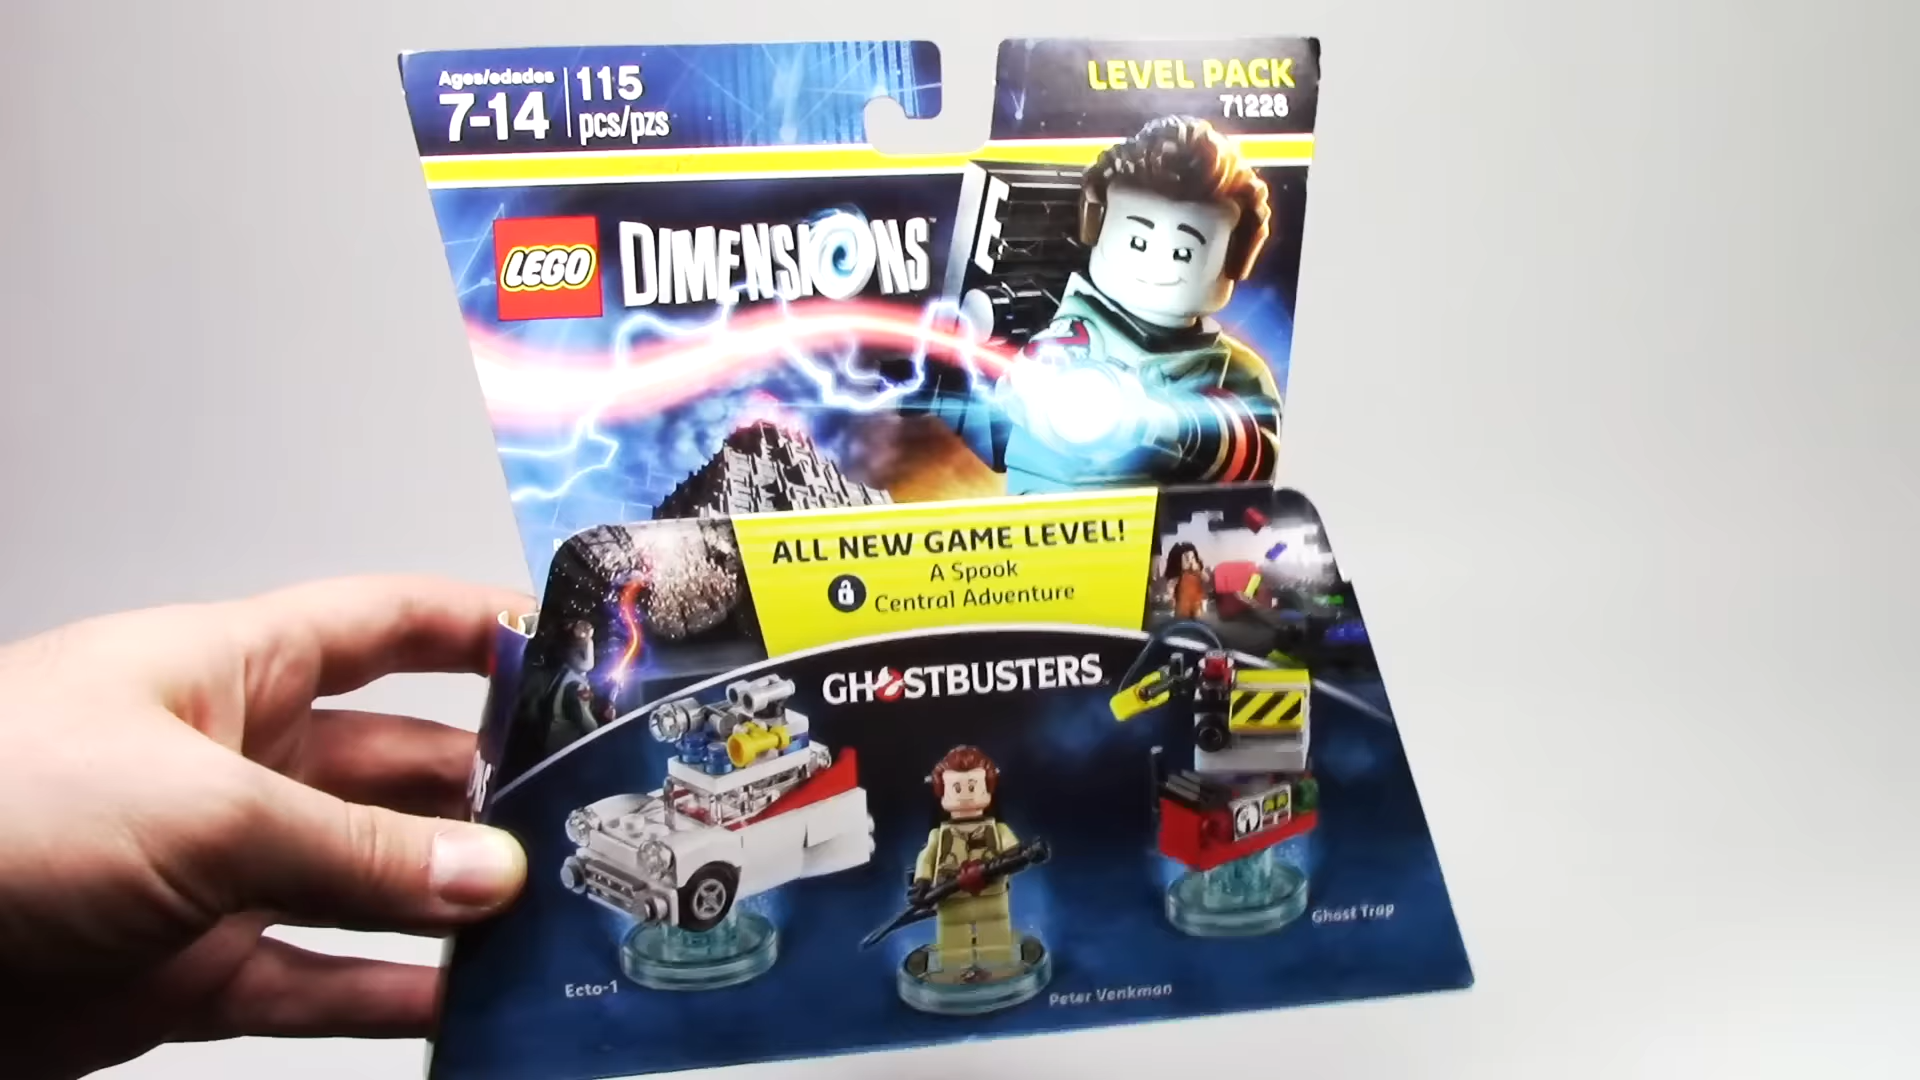 Ages/edades
7-14
115
pcs/pzs
LEVEL PACK
71228
LEGO
DIMENSIONS™
E
ALL NEW GAME LEVEL!
A Spook
Central Adventure
GHOSTBUSTERS
Ghost Trap
Ecto-1
Peter Venkman